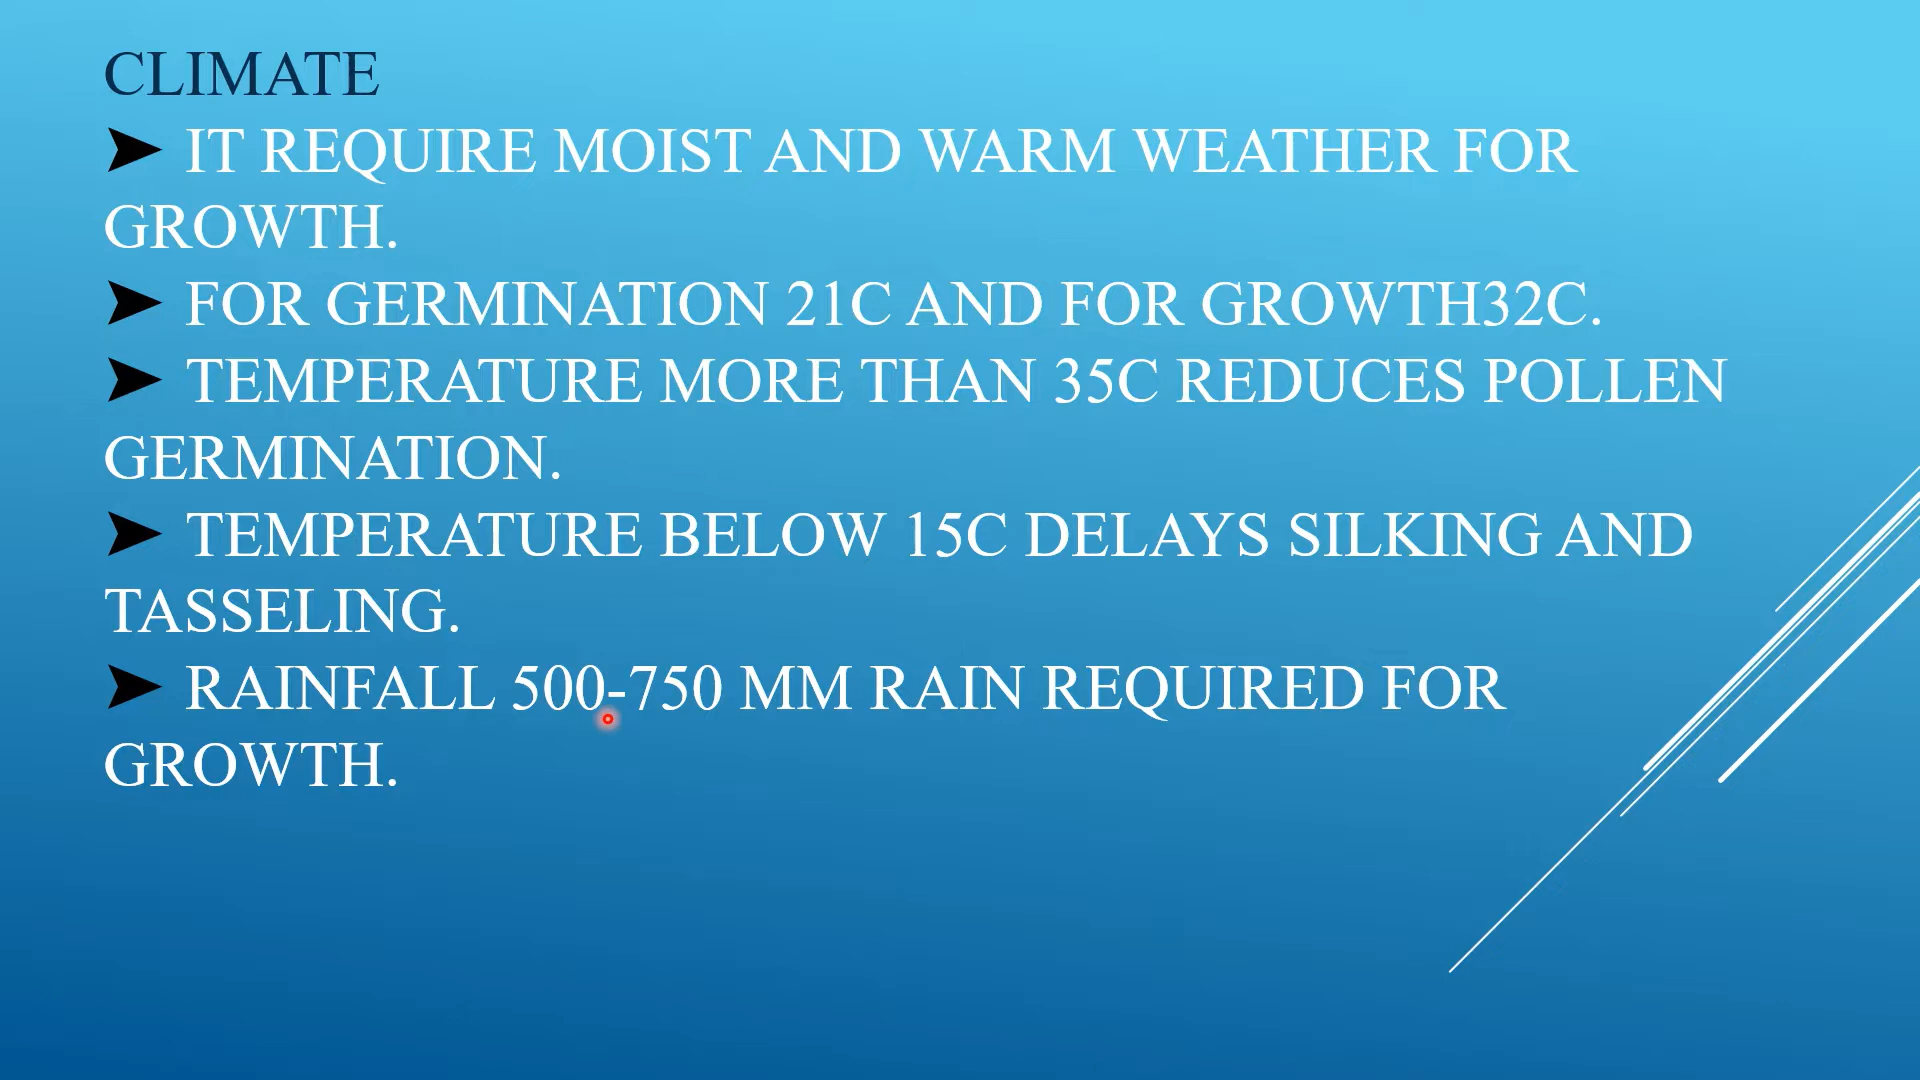 CLIMATE
➤ IT REQUIRE MOIST AND WARM WEATHER FOR
GROWTH.
➤ FOR GERMINATION 21C AND FOR GROWTH32C.
➤ TEMPERATURE MORE THAN 35C REDUCES POLLEN
GERMINATION.
➤ TEMPERATURE BELOW 15C DELAYS SILKING AND
TASSELING.
➤ RAINFALL 500-750 MM RAIN REQUIRED FOR
GROWTH.